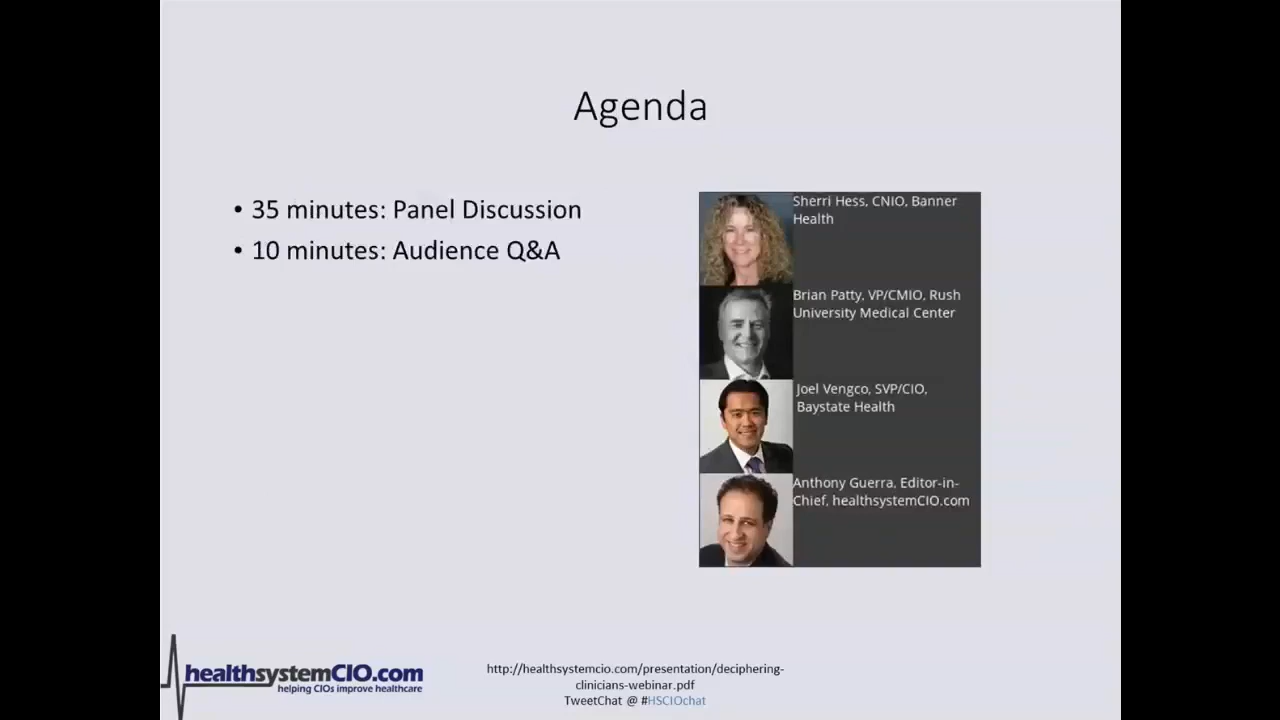 Agenda
• 35 minutes: Panel Discussion
• 10 minutes: Audience Q&A
Sherri Hess, CNIO, Banner
Health
Brian Patty, VP/CMIO, Rush
University Medical Center
Joel Vengco, SVP/CIO,
Baystate Health
Anthony Guerra, Editor-in-
Chief, healthsystemCIO.com
healthsystemCIO.com
helping CIOs improve healthcare
http://healthsystemcio.com/presentation/deciphering-
clinicians-webinar.pdf
TweetChat @ #HSCIOchat